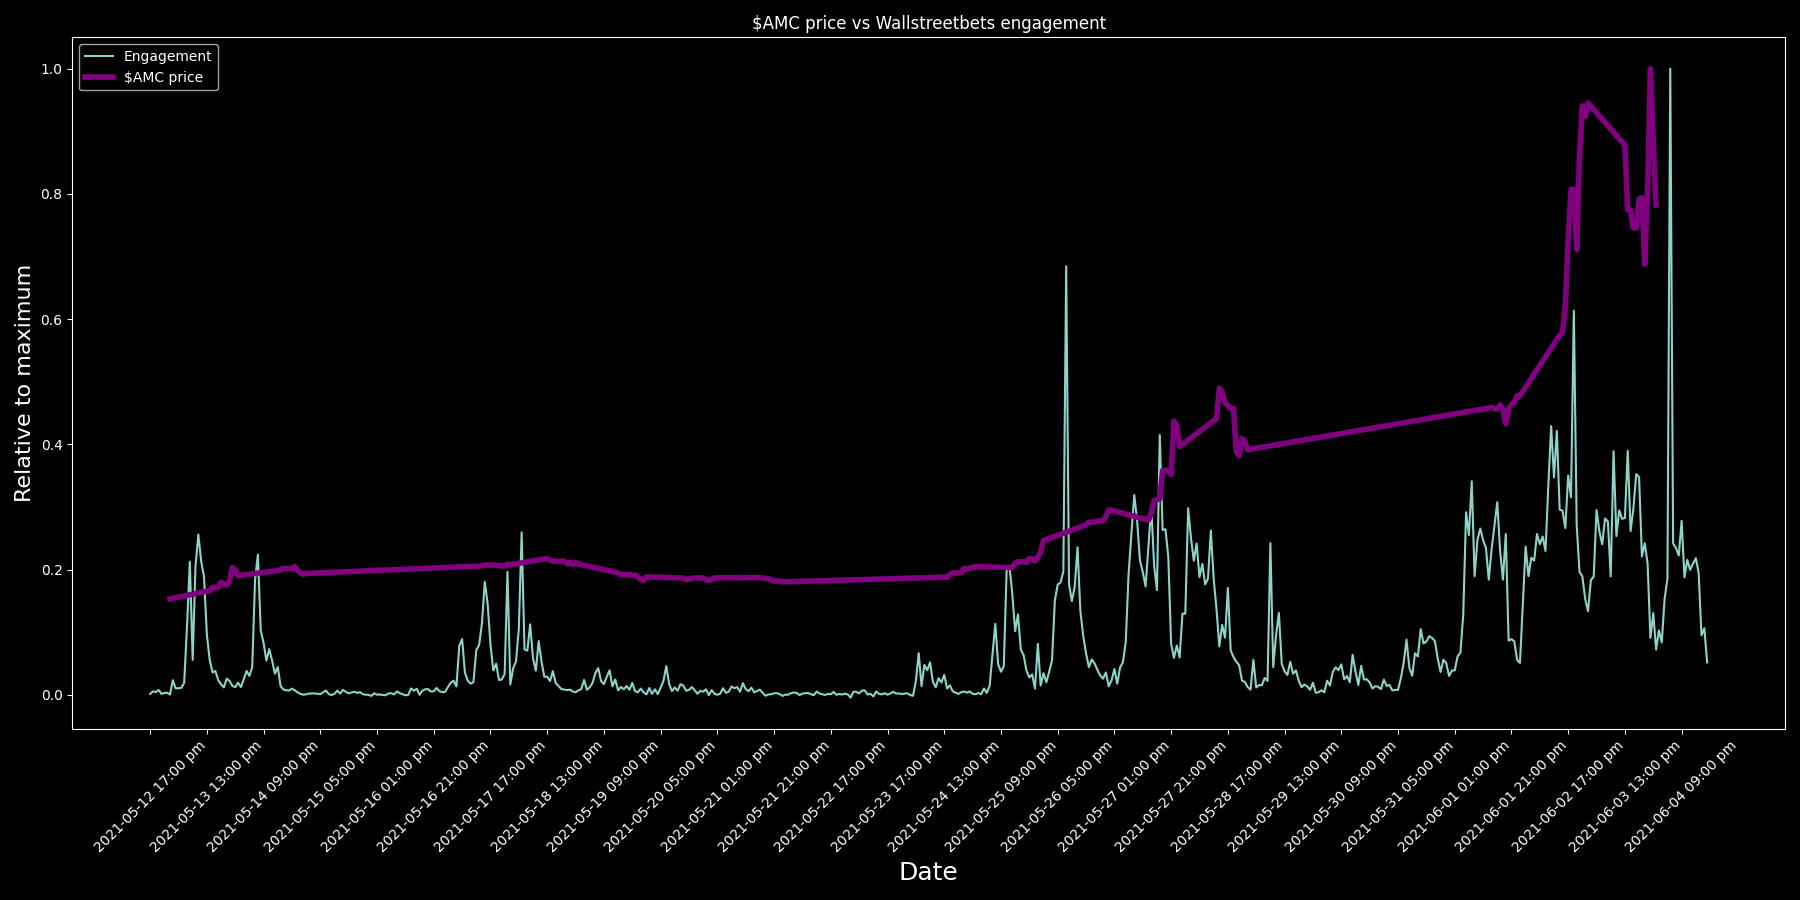 $AMC price vs Wallstreetbets engagement
Engagement
$AMC price
1.0
0.8
0.6
0.4
0.2
0.0
Relative to maximum
2021-05-12 17:00 pm
2021-05-13 13:00 pm
2021-05-14 09:00 pm
2021-05-15 05:00 pm
2021-05-16 01:00 pm
2021-05-16 21:00 pm
2021-05-17 17:00 pm
2021-05-18 13:00 pm
2021-05-19 09:00 pm
2021-05-20 05:00 pm
2021-05-21 01:00 pm
2021-05-21 21:00 pm
2021-05-22 17:00 pm
2021-05-23 17:00 pm
2021-05-24 13:00 pm
2021-05-25 09:00 pm
2021-05-26 05:00 pm
2021-05-27 01:00 pm
2021-05-27 21:00 pm
2021-05-28 17:00 pm
2021-05-29 13:00 pm
2021-05-30 09:00 pm
2021-05-31 05:00 pm
2021-06-01 01:00 pm
2021-06-01 21:00 pm
2021-06-02 17:00 pm
2021-06-03 13:00 pm
2021-06-04 09:00 pm
Date